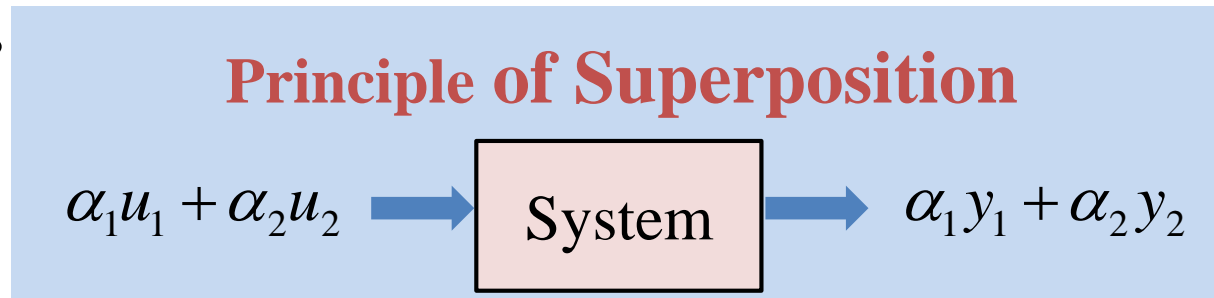 Principle of Superposition
α₁u₁ + α₂u₂ System α₁y₁ + α₂y₂